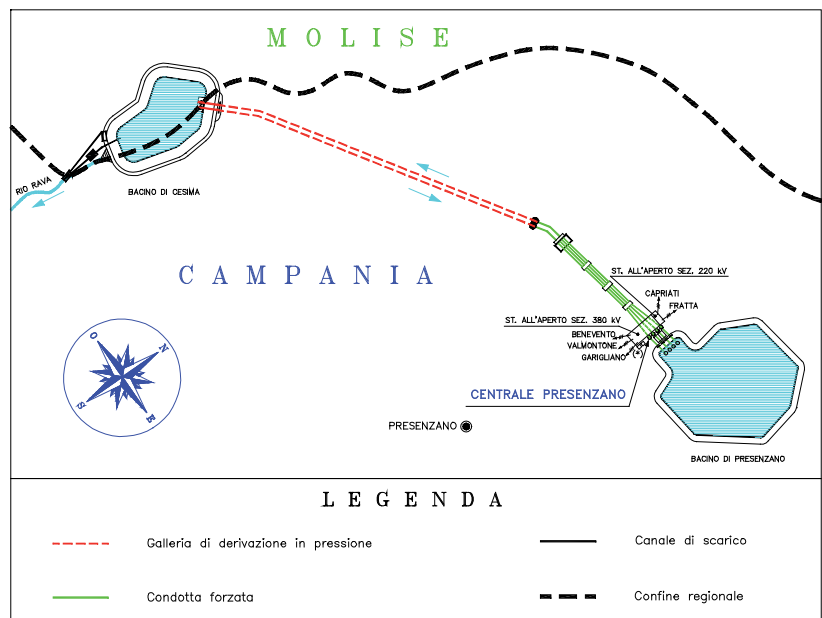 MOLISE
RIO RAVA
BACINO DI CESIMA
CAMPANIA
ST. ALL'APERTO SEZ. 220 kV
CAPRIATI
FRATTA
ST. ALL'APERTO SEZ. 380 kV
BENEVENTO
VALMONTONE
GARIGLIANO
(*)
O
N
S
E
CENTRALE PRESENZANO
PRESENZANO
BACINO DI PRESENZANO
LEGENDA
Galleria di derivazione in pressione
Canale di scarico
Condotta forzata
Confine regionale